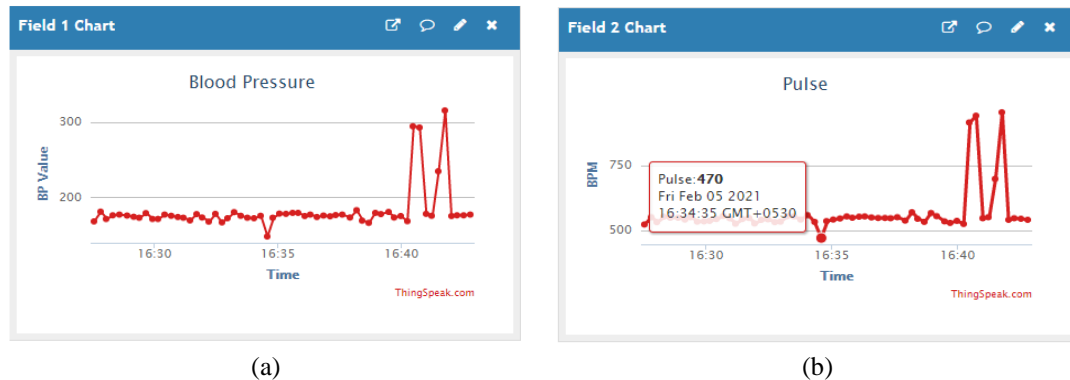 Field 1 Chart
Blood Pressure
300
200
BP Value
16:30
16:35
16:40
Time
ThingSpeak.com
(a)
Field 2 Chart
Pulse
750
500
BPM
Pulse:470
Fri Feb 05 2021
16:34:35 GMT+0530
16:30
16:35
16:40
Time
ThingSpeak.com
(b)